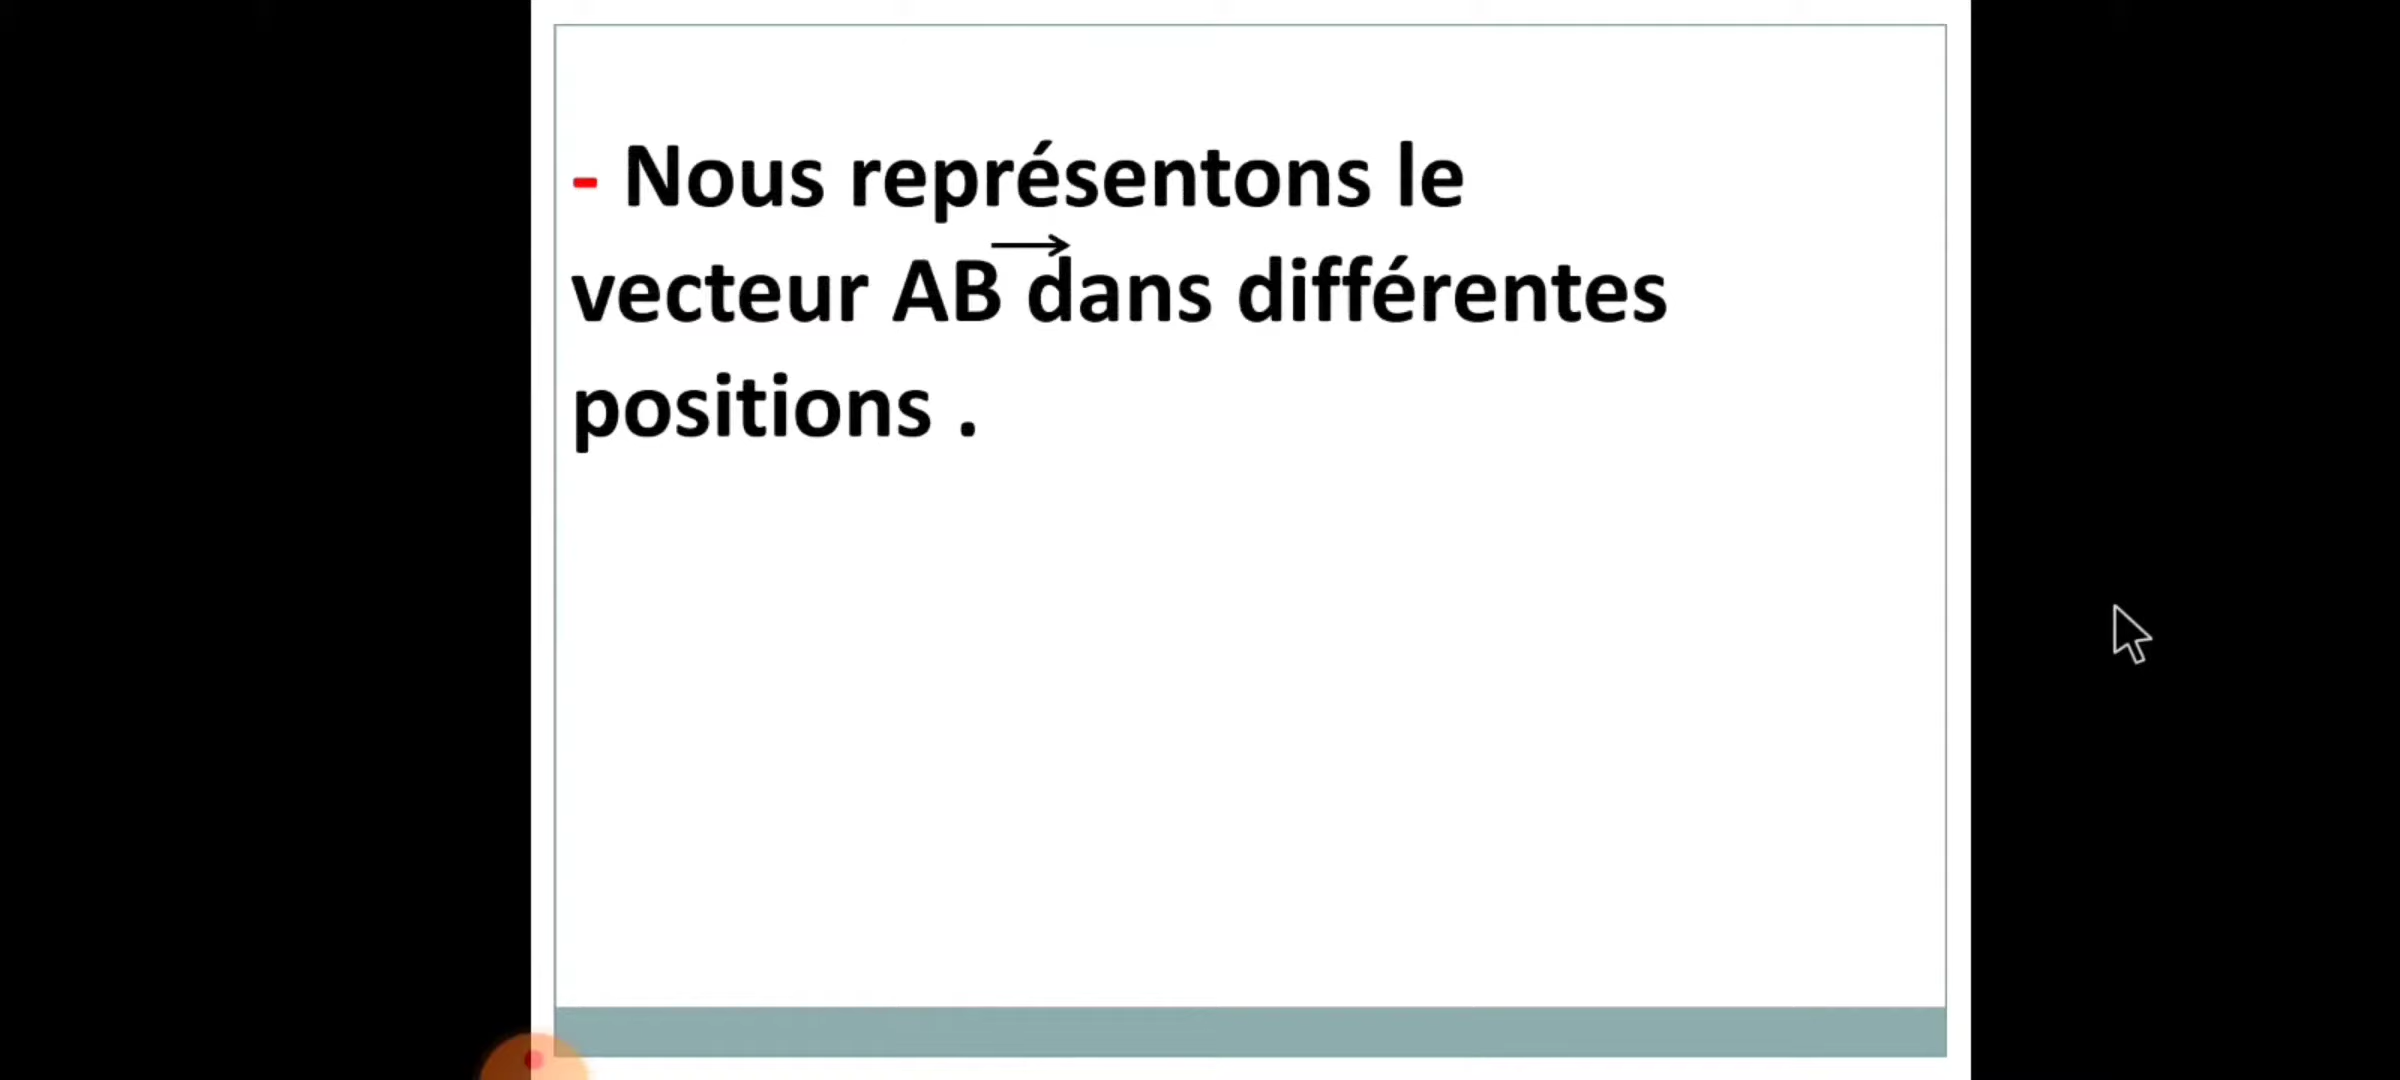 - Nous représentons le
vecteur AB dans différentes
positions .